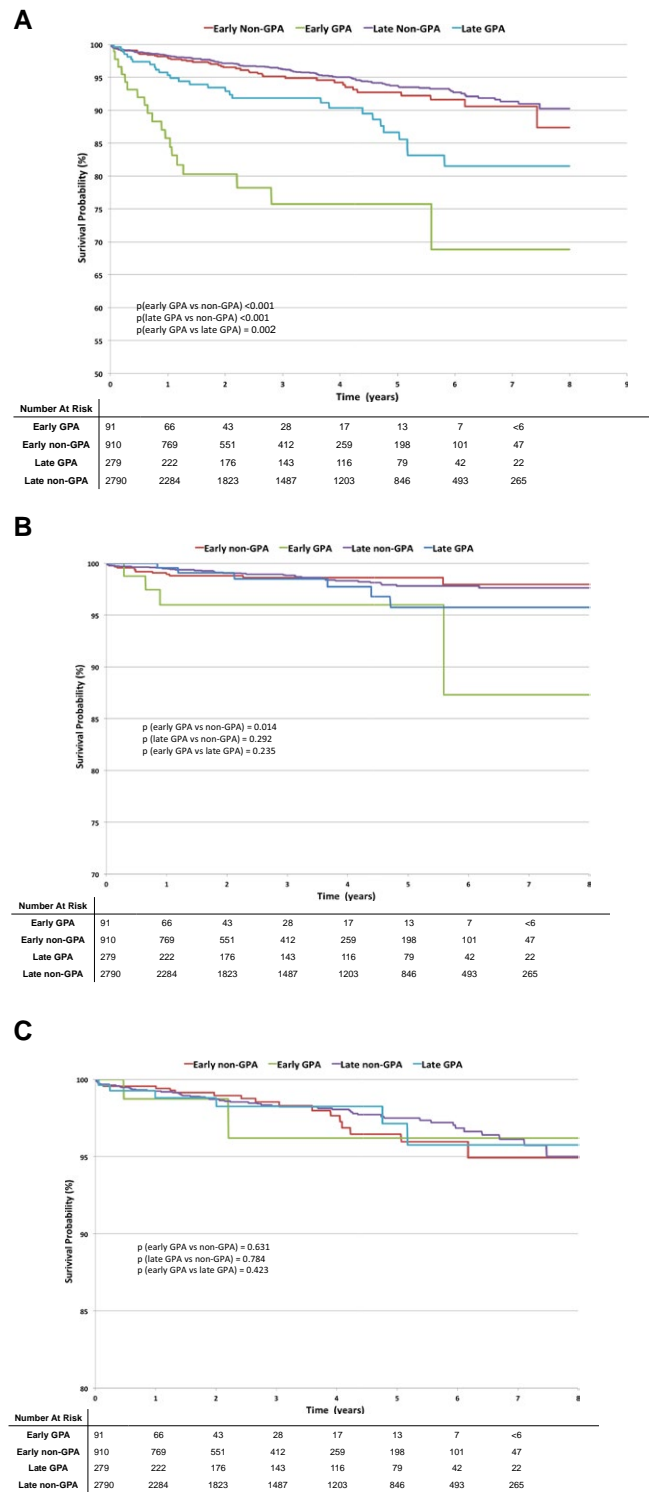 A
Early Non-GPA Early GPA Late Non-GPA Late GPA
Surivial Probability (%)
100
95
90
85
80
75
70
65
60
55
50
p(early GPA vs non-GPA) <0.001
p(late GPA vs non-GPA) <0.001
p(early GPA vs late GPA) = 0.002
0 1 2 3 4 5 6 7 8 9
Time (years)
Number At Risk
Early GPA 91 66 43 28 17 13 7 <6
Early non-GPA 910 769 551 412 259 198 101 47
Late GPA 279 222 176 143 116 79 42 22
Late non-GPA 2790 2284 1823 1487 1203 846 493 265
B
Early non-GPA Early GPA Late non-GPA Late GPA
Surivial Probability (%)
100
95
90
85
80
75
70
p (early GPA vs non-GPA) = 0.014
p (late GPA vs non-GPA) = 0.292
p (early GPA vs late GPA) = 0.235
0 1 2 3 4 5 6 7 8
Time (years)
Number At Risk
Early GPA 91 66 43 28 17 13 7 <6
Early non-GPA 910 769 551 412 259 198 101 47
Late GPA 279 222 176 143 116 79 42 22
Late non-GPA 2790 2284 1823 1487 1203 846 493 265
C
Early non-GPA Early GPA Late non-GPA Late GPA
Surivial Probability (%)
100
95
90
85
80
p (early GPA vs non-GPA) = 0.631
p (late GPA vs non-GPA) = 0.784
p (early GPA vs late GPA) = 0.423
0 1 2 3 4 5 6 7 8
Time (years)
Number At Risk
Early GPA 91 66 43 28 17 13 7 <6
Early non-GPA 910 769 551 412 259 198 101 47
Late GPA 279 222 176 143 116 79 42 22
Late non-GPA 2790 2284 1823 1487 1203 846 493 265